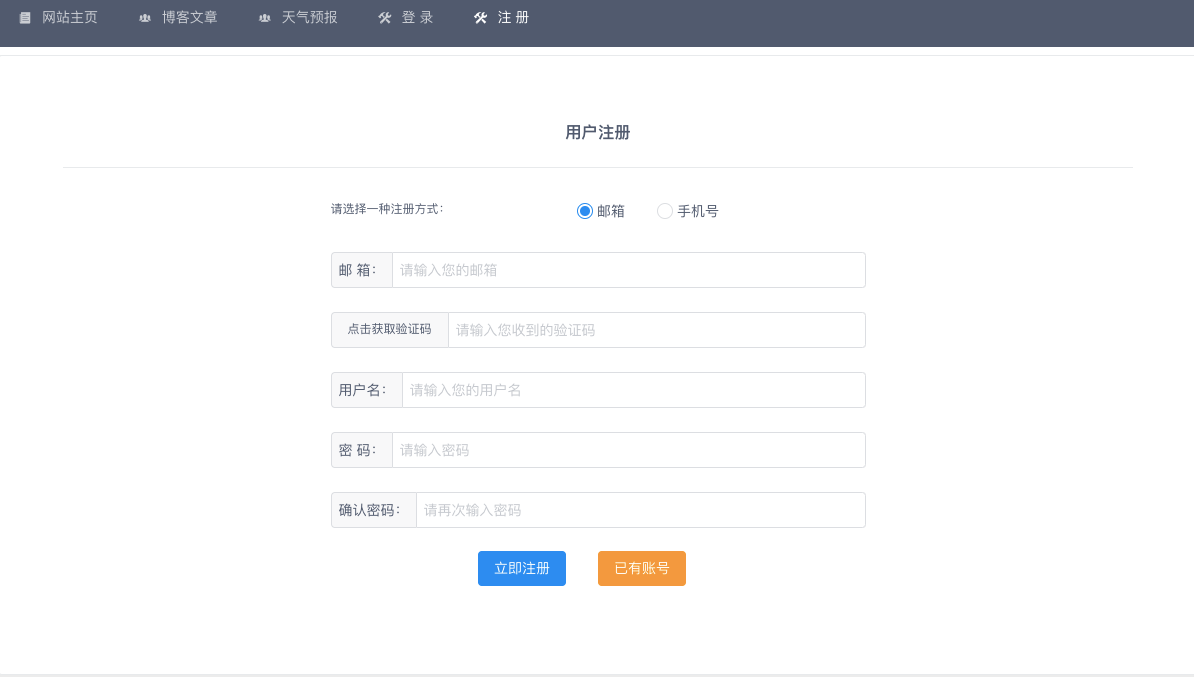 网站主页 博客文章 天气预报 登 录 注 册
用户注册
请选择一种注册方式: 邮箱 手机号
邮 箱: 请输入您的邮箱
点击获取验证码 请输入您收到的验证码
用户名: 请输入您的用户名
密 码: 请输入密码
确认密码: 请再次输入密码
立即注册 已有账号